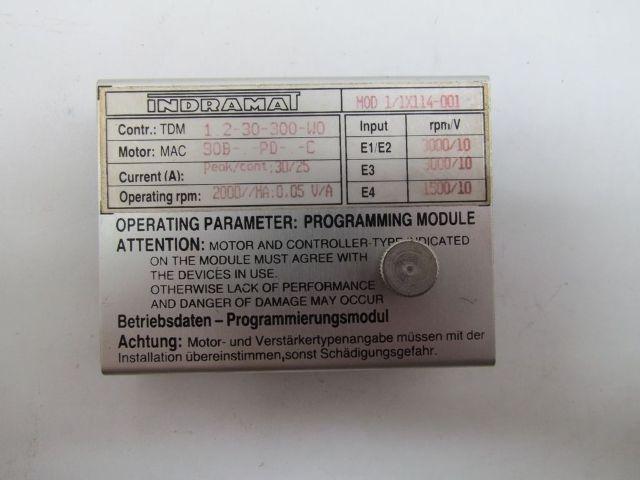 INDRAMAT
MOD 1/1X114-001
Contr.: TDM 1.2-30-300-W0
Motor: MAC 90B-.-PD-.-C
Current (A): Peak/cont.:30/25
Operating rpm: 2000//MA:0.05 V/A
Input rpm/V
E1/E2 3000/10
E3 3000/10
E4 1500/10
OPERATING PARAMETER: PROGRAMMING MODULE
ATTENTION: MOTOR AND CONTROLLER-TYPE INDICATED
ON THE MODULE MUST AGREE WITH
THE DEVICES IN USE.
OTHERWISE LACK OF PERFORMANCE
AND DANGER OF DAMAGE MAY OCCUR
Betriebsdaten – Programmierungsmodul
Achtung: Motor- und Verstärkertypenangabe müssen mit der
Installation übereinstimmen, sonst Schädigungsgefahr.